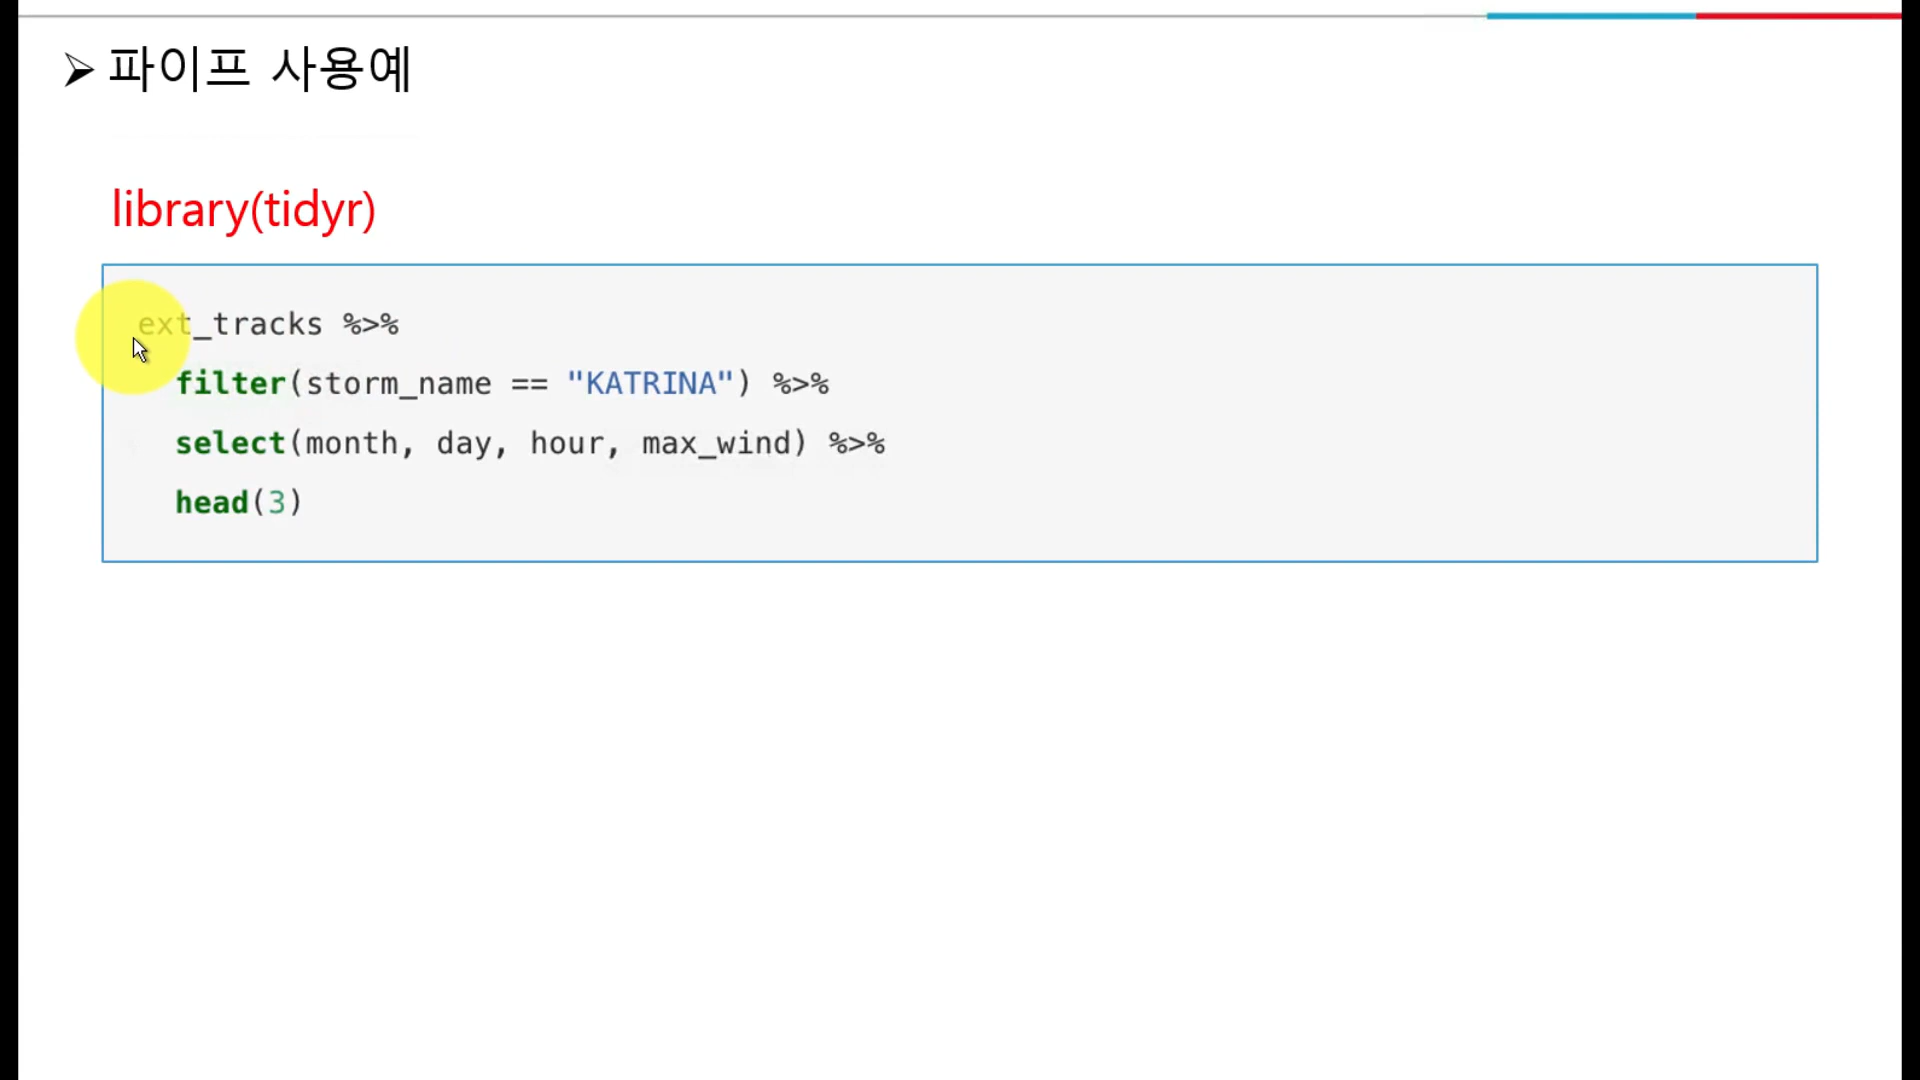 ➢ 파이프 사용예
library(tidyr)
ext_tracks %>%
filter(storm_name == "KATRINA") %>%
select(month, day, hour, max_wind) %>%
head(3)